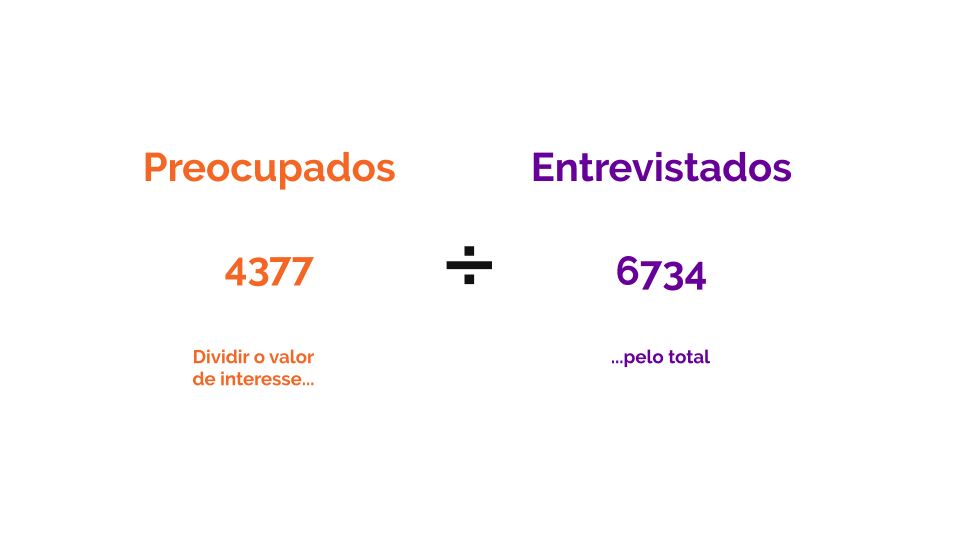 Preocupados
Entrevistados
4377
÷
6734
Dividir o valor
de interesse...
...pelo total